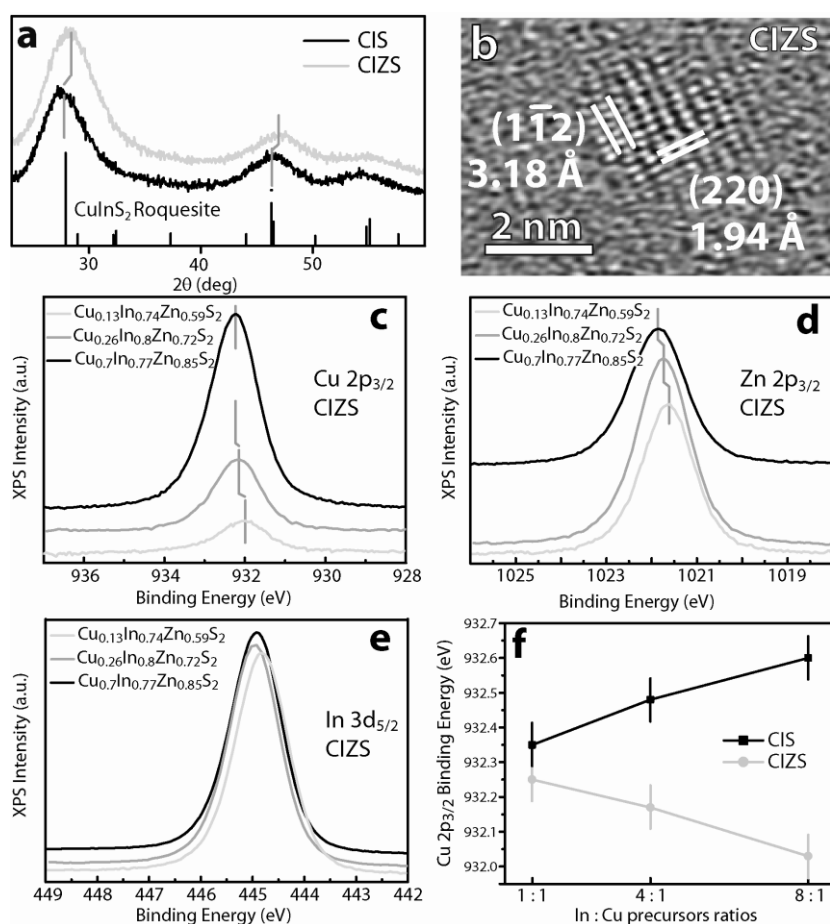 a
CIS
CIZS
CuInS₂ Roquesite
30
40
50
2θ (deg)
b
CIZS
(11̄2)
3.18 Å
(220)
1.94 Å
2 nm
c
Cu₀.₁₃In₀.₇₄Zn₀.₅₉S₂
Cu₀.₂₆In₀.₈Zn₀.₇₂S₂
Cu₀.₇In₀.₇₇Zn₀.₈₅S₂
Cu 2p₃/₂
CIZS
XPS Intensity (a.u.)
936
934
932
930
928
Binding Energy (eV)
d
Cu₀.₁₃In₀.₇₄Zn₀.₅₉S₂
Cu₀.₂₆In₀.₈Zn₀.₇₂S₂
Cu₀.₇In₀.₇₇Zn₀.₈₅S₂
Zn 2p₃/₂
CIZS
XPS Intensity (a.u.)
1025
1023
1021
1019
Binding Energy (eV)
e
Cu₀.₁₃In₀.₇₄Zn₀.₅₉S₂
Cu₀.₂₆In₀.₈Zn₀.₇₂S₂
Cu₀.₇In₀.₇₇Zn₀.₈₅S₂
In 3d₅/₂
CIZS
XPS Intensity (a.u.)
449
448
447
446
445
444
443
442
Binding Energy (eV)
f
932.7
932.6
932.5
932.4
932.3
932.2
932.1
932.0
Cu 2p₃/₂ Binding Energy (eV)
CIS
CIZS
1 : 1
4 : 1
8 : 1
In : Cu precursors ratios